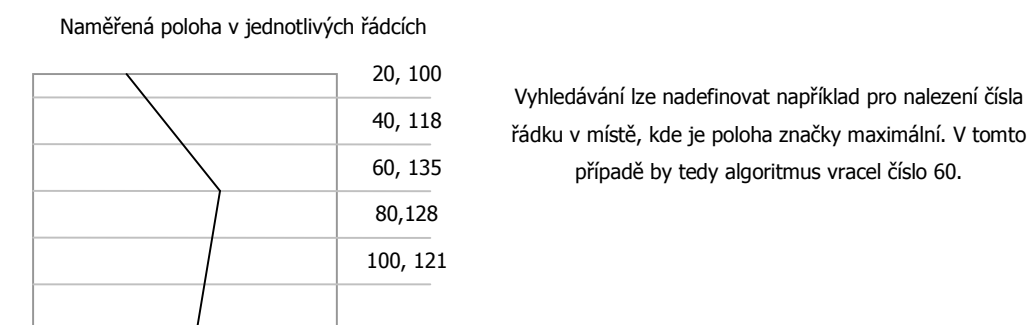 Naměřená poloha v jednotlivých řádcích
20, 100
40, 118
60, 135
80,128
100, 121
Vyhledávání lze nadefinovat například pro nalezení čísla
řádku v místě, kde je poloha značky maximální. V tomto
případě by tedy algoritmus vracel číslo 60.